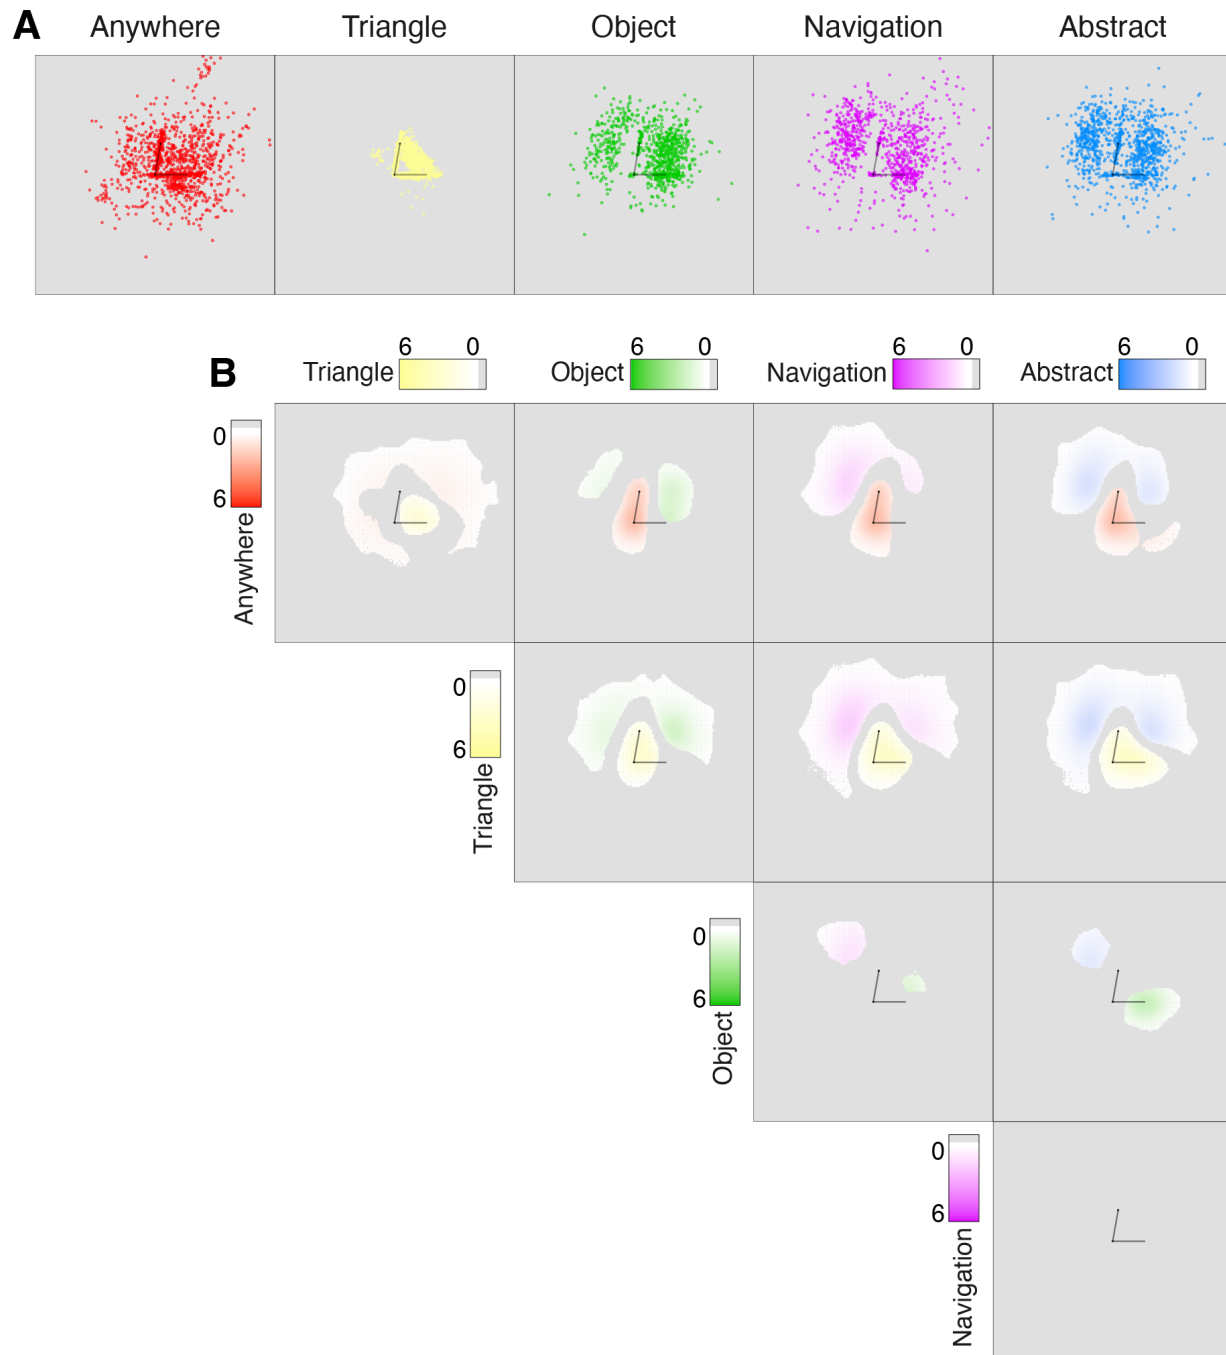 A Anywhere Triangle Object Navigation Abstract
B Triangle 6 0 Object 6 0 Navigation 6 0 Abstract 6 0
0
6
Anywhere
0
6
Triangle
0
6
Object
0
6
Navigation